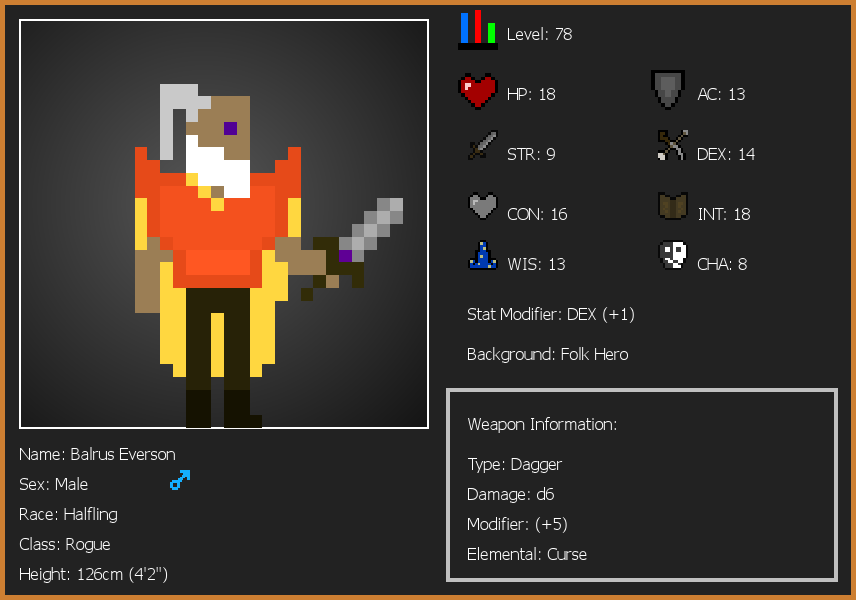 Level: 78
HP: 18
AC: 13
STR: 9
DEX: 14
CON: 16
INT: 18
WIS: 13
CHA: 8
Stat Modifier: DEX (+1)
Background: Folk Hero
Weapon Information:
Type: Dagger
Damage: d6
Modifier: (+5)
Elemental: Curse
Name: Balrus Everson
Sex: Male
Race: Halfling
Class: Rogue
Height: 126cm (4'2")